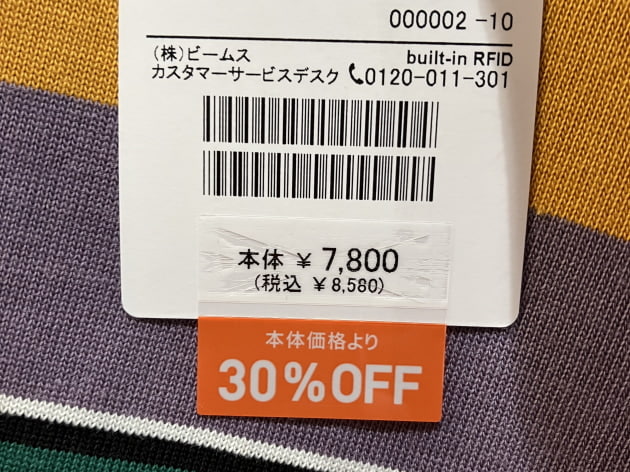 000002 -10
(株)ビームス built-in RFID
カスタマーサービスデスク 📞0120-011-301
本体 ¥ 7,800
(税込 ¥8,580)
本体価格より
30%OFF